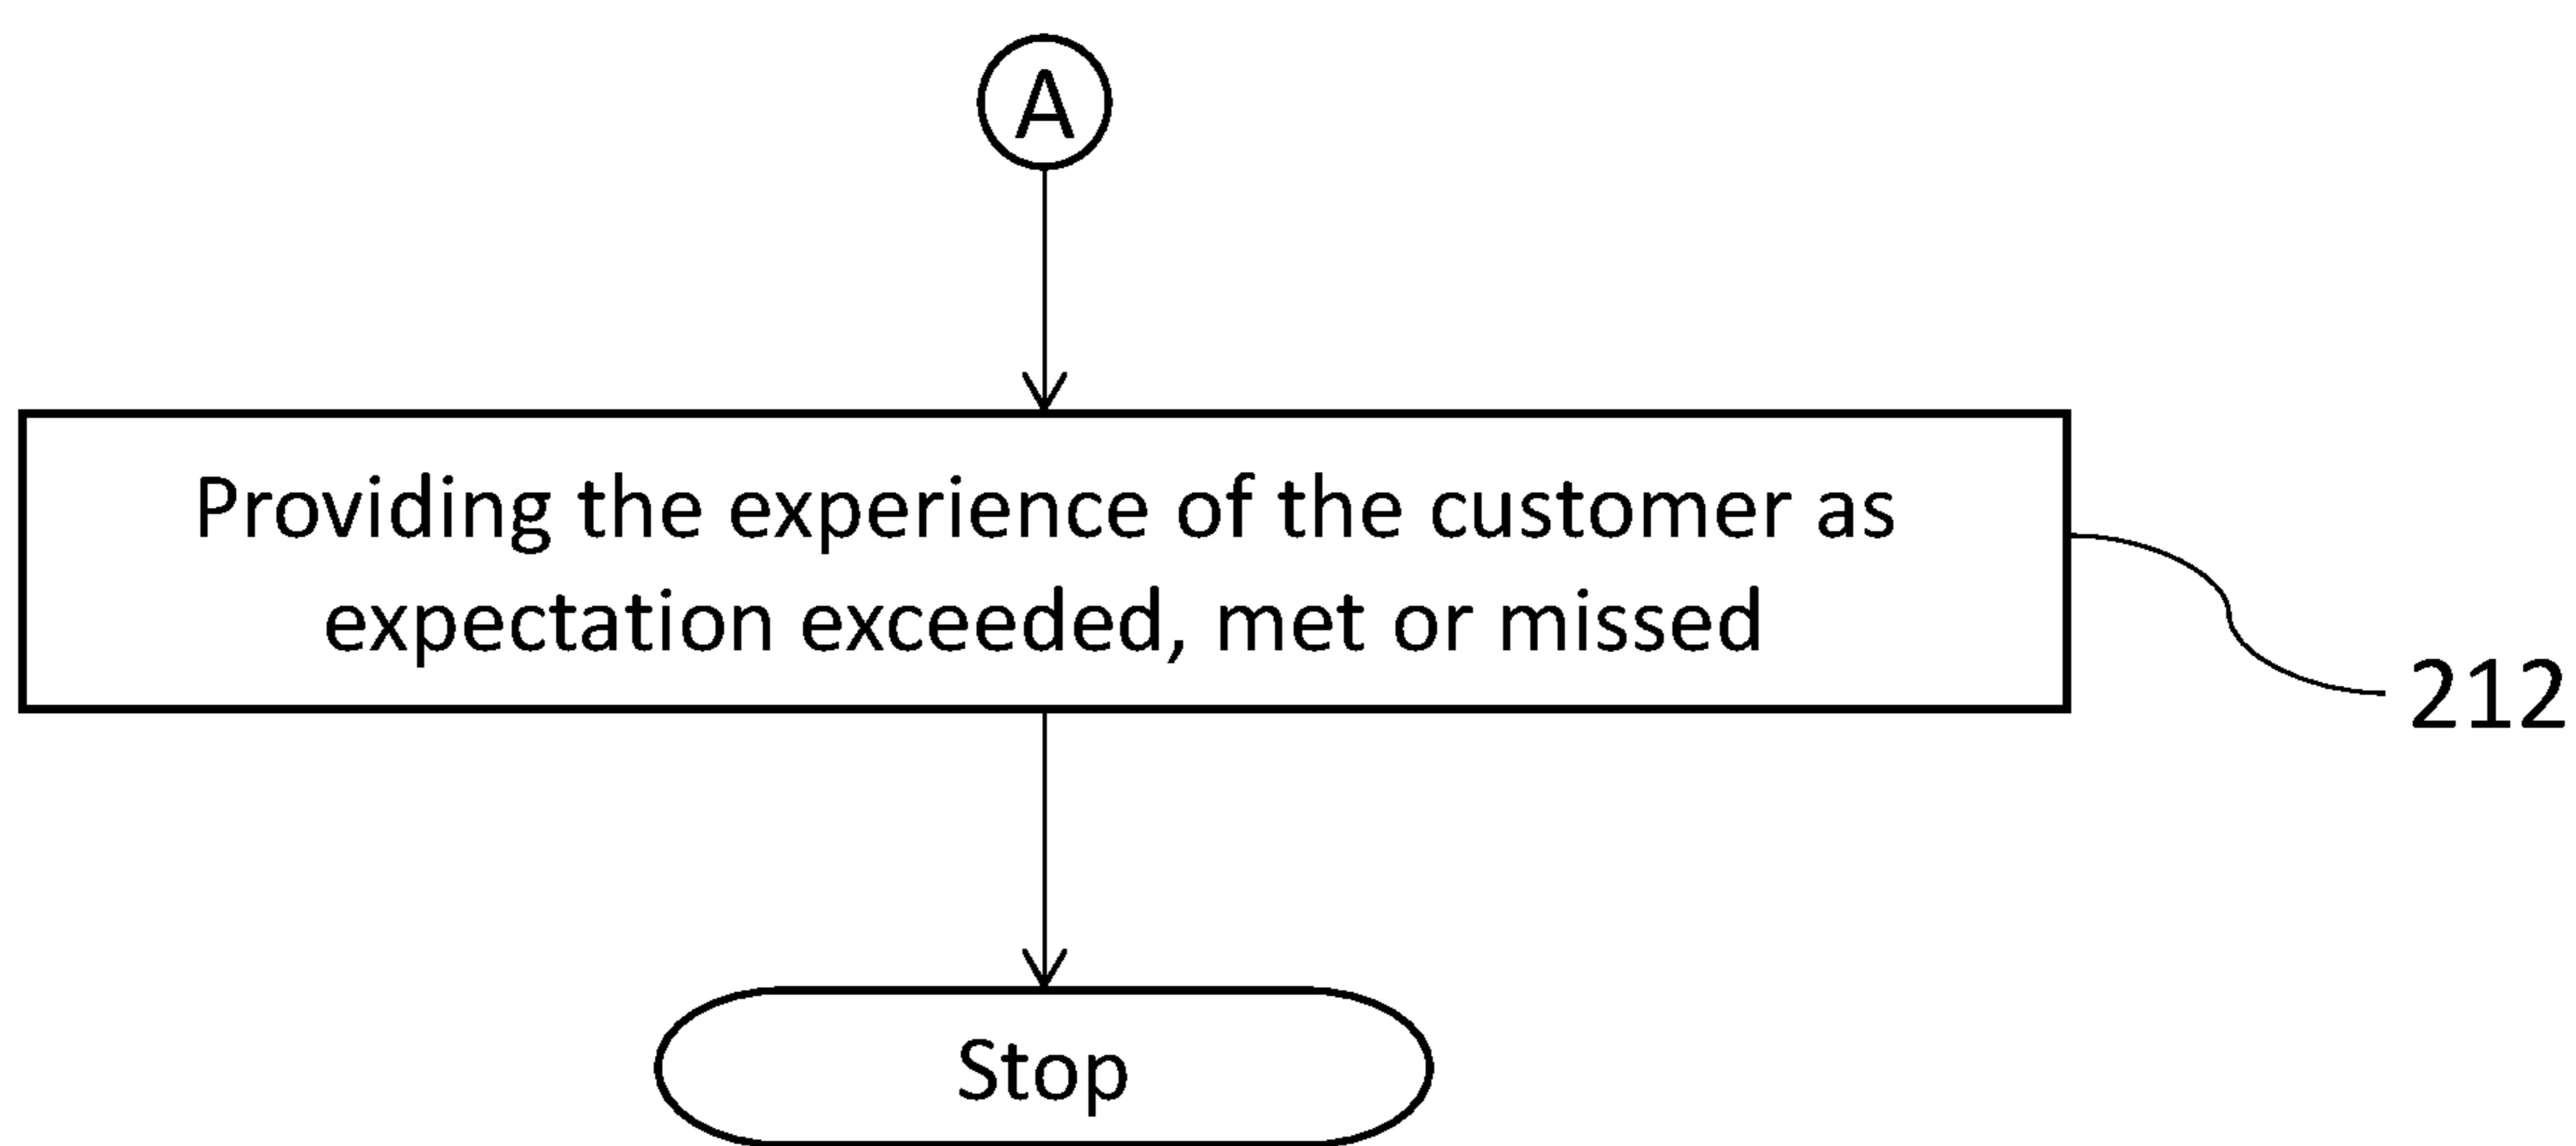 A
Providing the experience of the customer as
expectation exceeded, met or missed
212
Stop